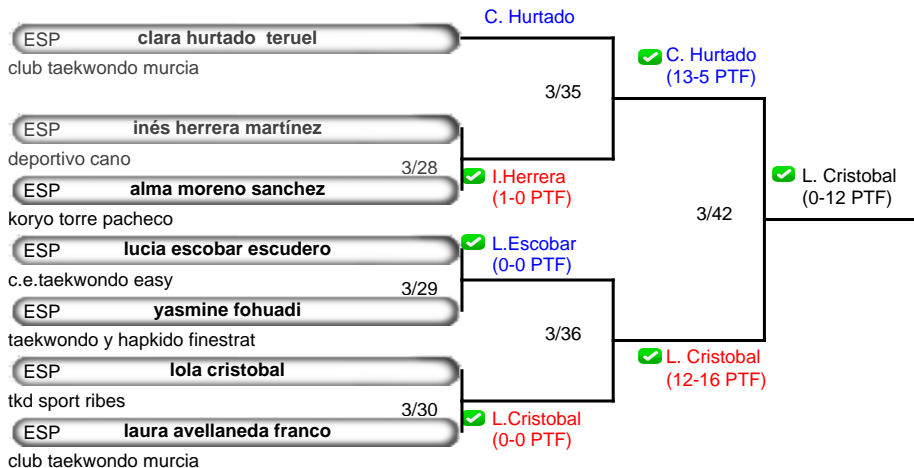 C. Hurtado
ESP clara hurtado teruel
club taekwondo murcia
C. Hurtado
(13-5 PTF)
3/35
ESP inés herrera martínez
deportivo cano
3/28
ESP alma moreno sanchez
I.Herrera
(1-0 PTF)
koryo torre pacheco
L. Cristobal
(0-12 PTF)
3/42
ESP lucia escobar escudero
L.Escobar
(0-0 PTF)
c.e.taekwondo easy
3/29
ESP yasmine fohuadi
taekwondo y hapkido finestrat
3/36
ESP lola cristobal
L. Cristobal
(12-16 PTF)
tkd sport ribes
3/30
ESP laura avellaneda franco
L.Cristobal
(0-0 PTF)
club taekwondo murcia